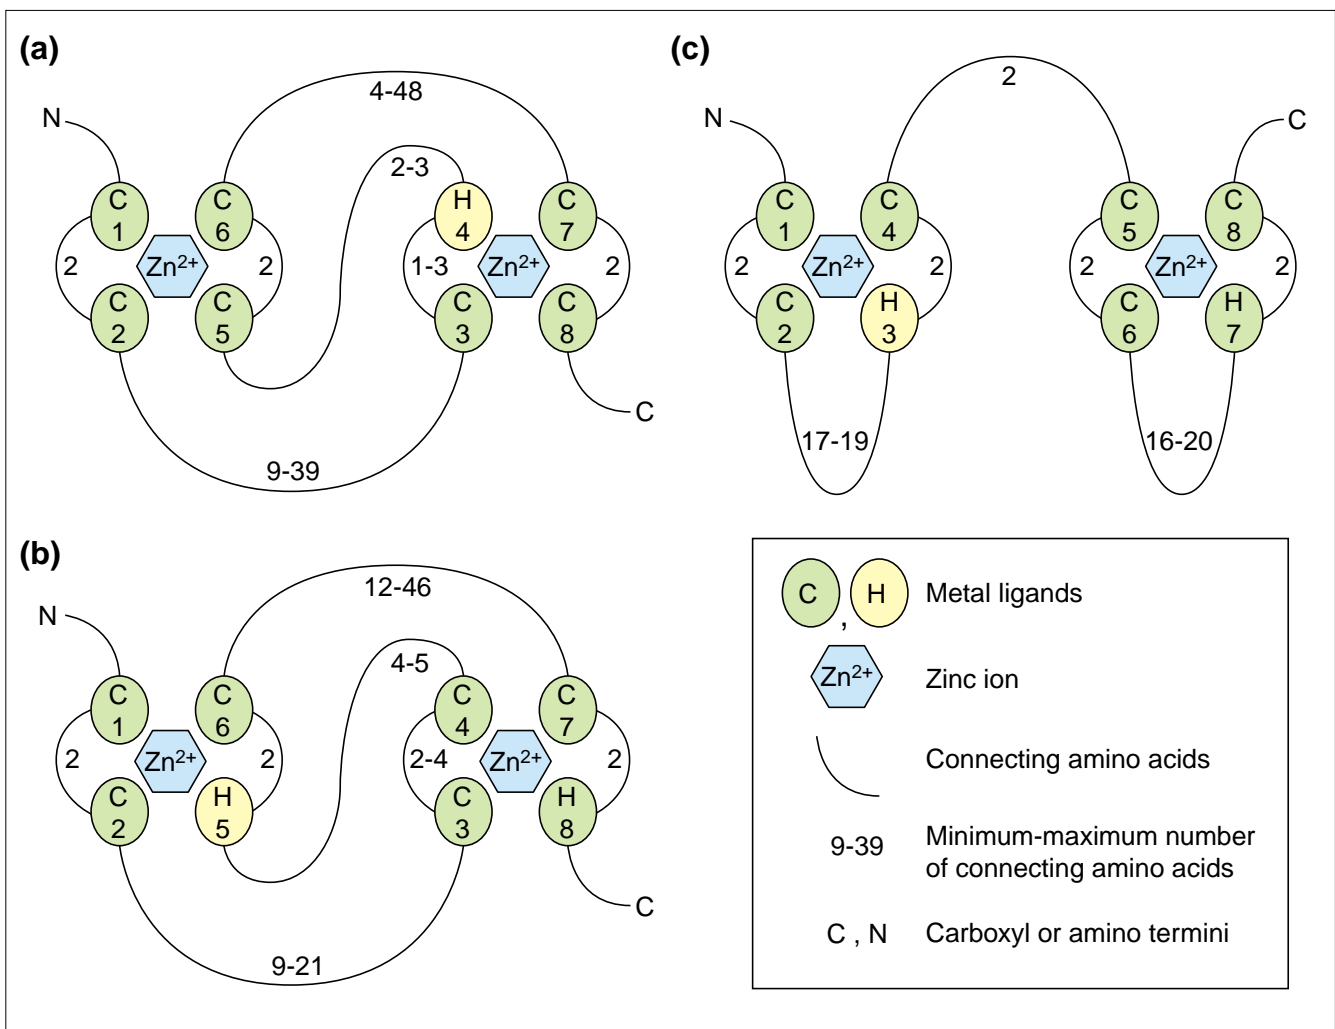 (a)
4-48
N
2-3
C
1
C
6
H
4
C
7
2
Zn2+
2
1-3
Zn2+
2
C
2
C
5
C
3
C
8
C
9-39
(c)
2
N
C
C
1
C
4
C
5
C
8
2
Zn2+
2
2
Zn2+
2
C
2
H
3
C
6
H
7
17-19
16-20
(b)
12-46
N
4-5
C
1
C
6
C
4
C
7
2
Zn2+
2
2-4
Zn2+
2
C
2
H
5
C
3
H
8
C
9-21
C , H Metal ligands
Zn2+ Zinc ion
Connecting amino acids
9-39 Minimum-maximum number
of connecting amino acids
C , N Carboxyl or amino termini